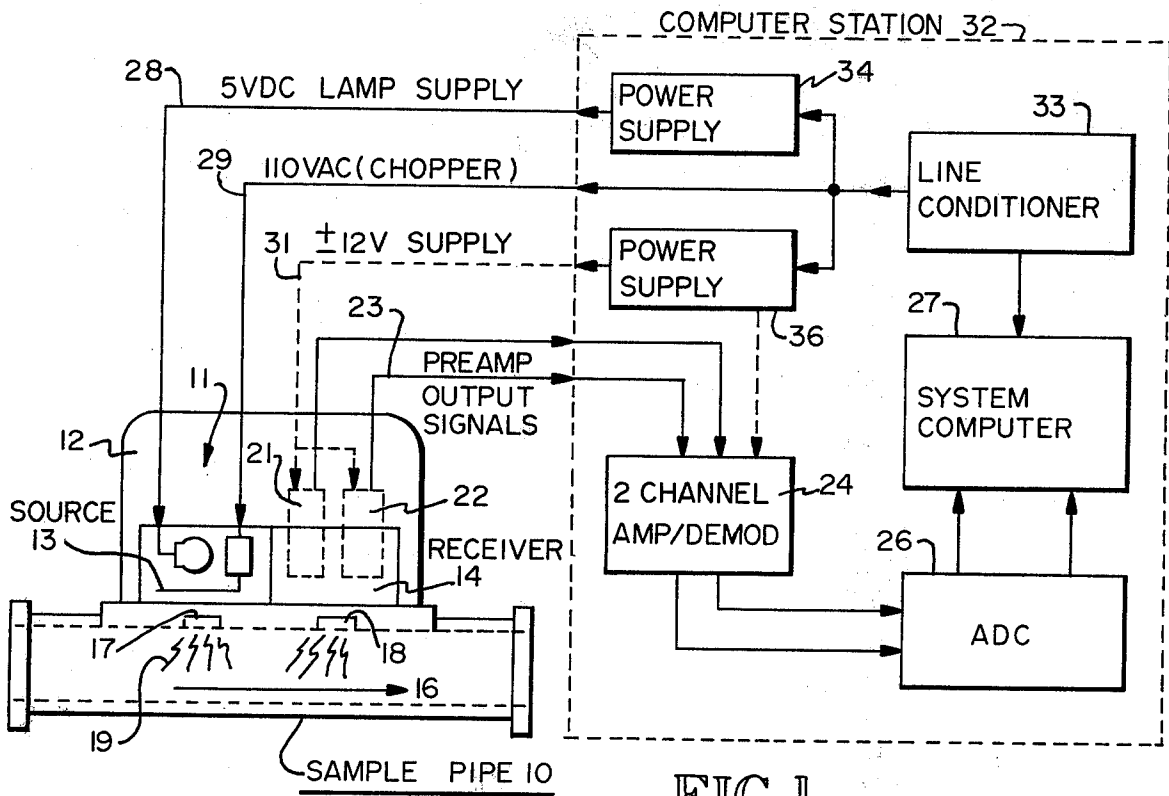 COMPUTER STATION 32
28
5VDC LAMP SUPPLY
POWER
SUPPLY
34
33
29
110VAC (CHOPPER)
LINE
CONDITIONER
31
±12V SUPPLY
POWER
SUPPLY
36
23
PREAMP
OUTPUT
SIGNALS
27
SYSTEM
COMPUTER
11
12
21
22
2 CHANNEL
AMP/DEMOD
24
SOURCE
13
RECEIVER
14
26
ADC
17
18
16
19
SAMPLE PIPE 10
FIG. 1